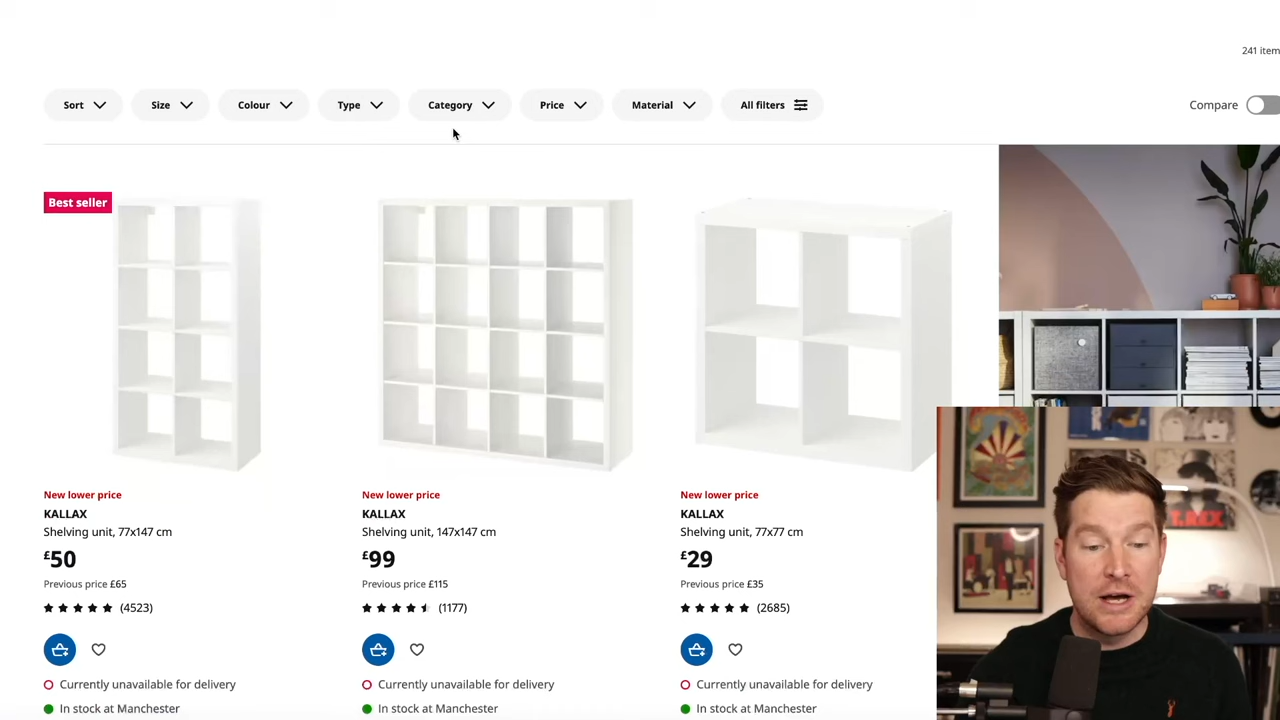 241 item
Sort
Size
Colour
Type
Category
Price
Material
All filters
Compare
Best seller
New lower price
KALLAX
Shelving unit, 77x147 cm
£50
Previous price £65
(4523)
Currently unavailable for delivery
In stock at Manchester
New lower price
KALLAX
Shelving unit, 147x147 cm
£99
Previous price £115
(1177)
Currently unavailable for delivery
In stock at Manchester
New lower price
KALLAX
Shelving unit, 77x77 cm
£29
Previous price £35
(2685)
Currently unavailable for delivery
In stock at Manchester
T.REX